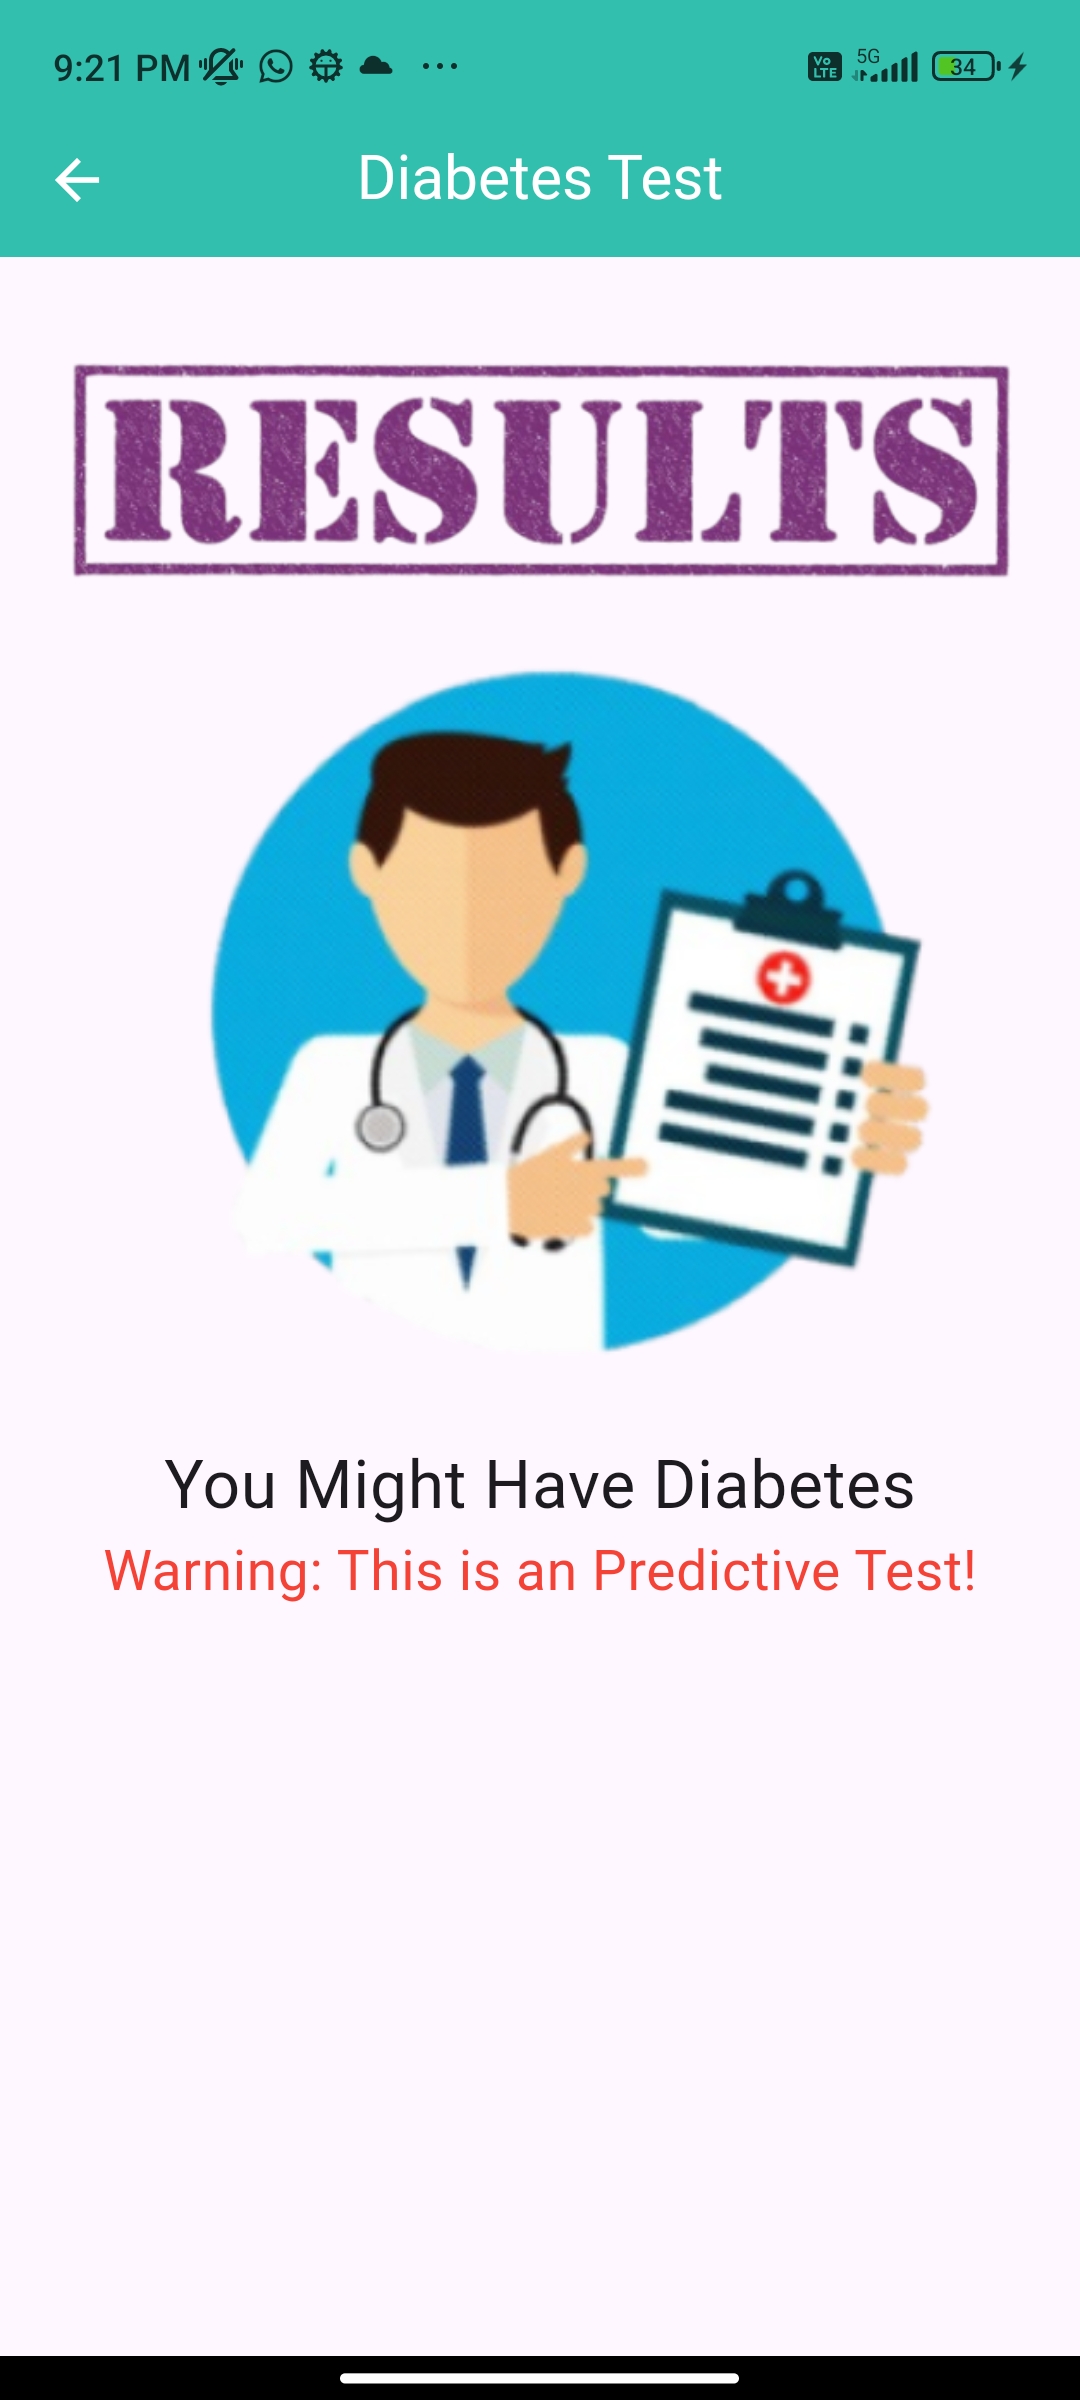 9:21 PM
Vo
LTE
5G
34
Diabetes Test
RESULTS
You Might Have Diabetes
Warning: This is an Predictive Test!